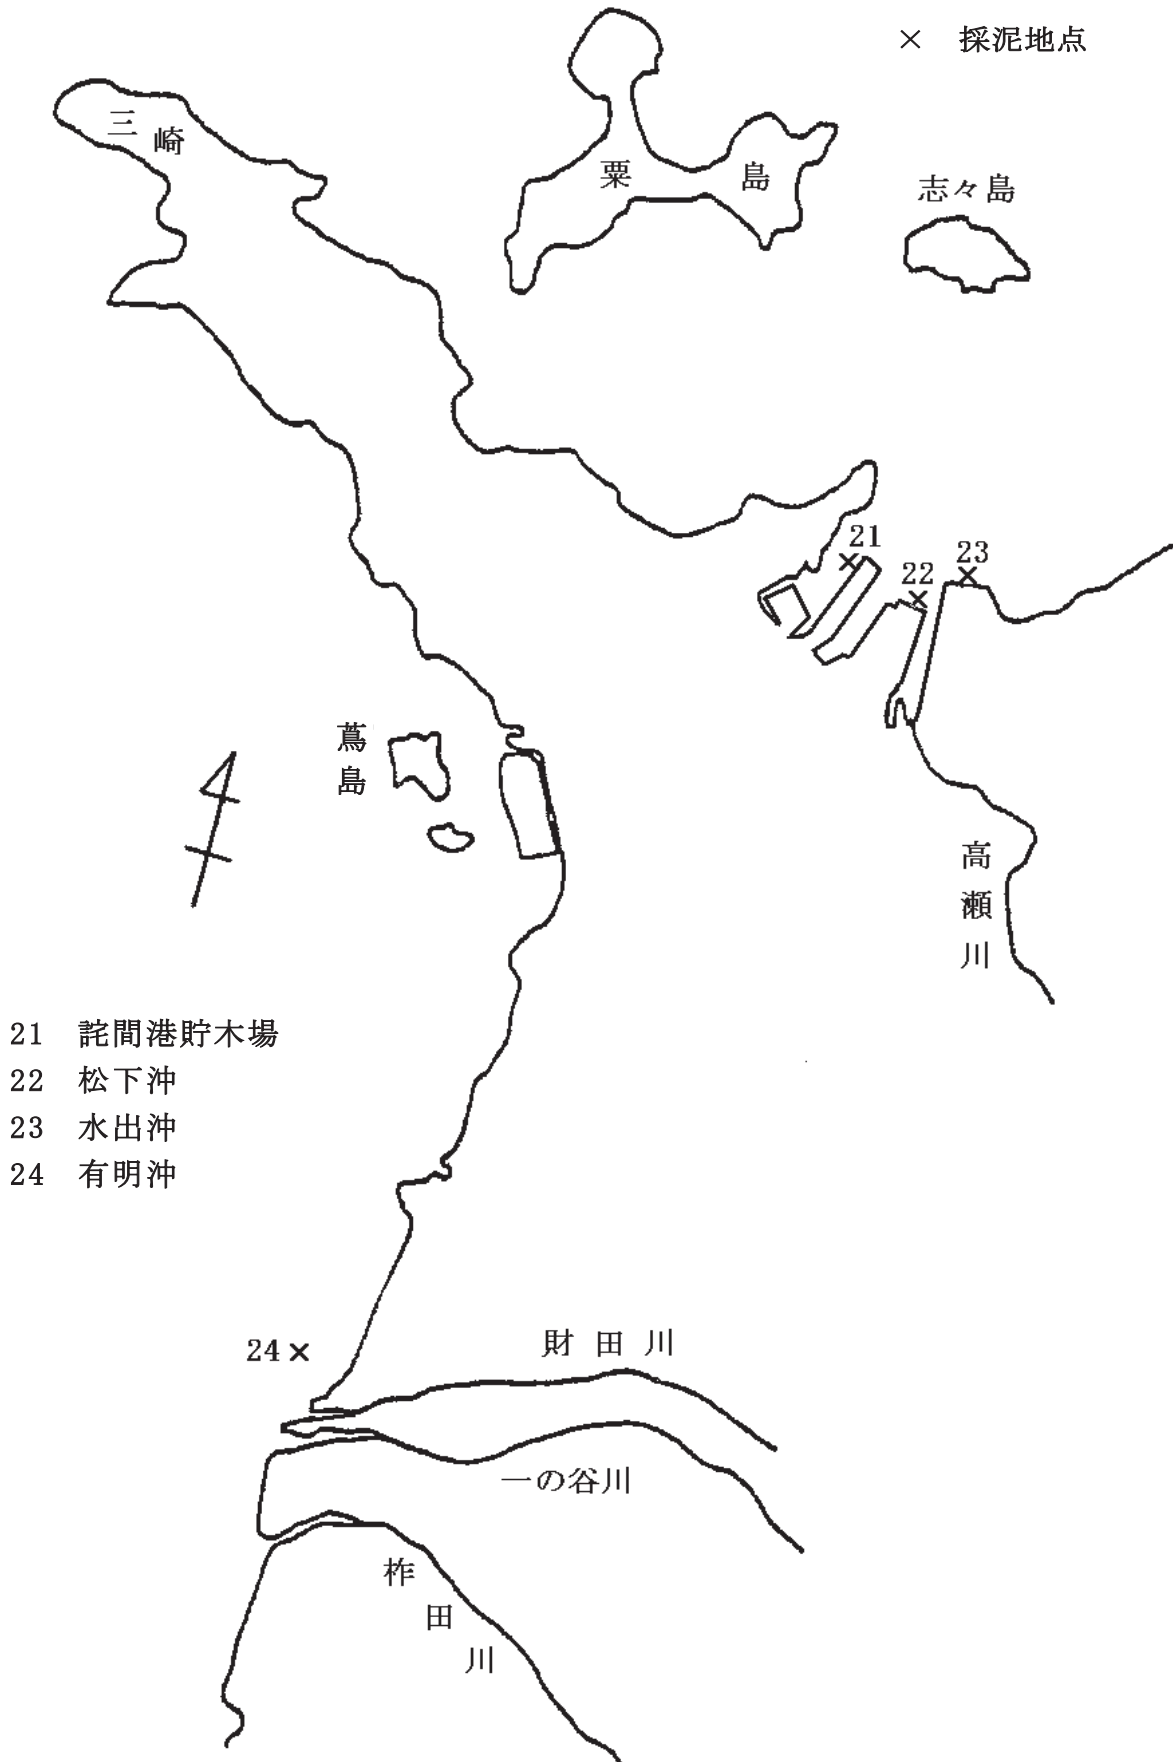 × 採泥地点
三崎
粟島
志々島
21
22
23
蔦島
高瀬川
21 詫間港貯木場
22 松下沖
23 水出沖
24 有明沖
24
財田川
一の谷川
柞田川